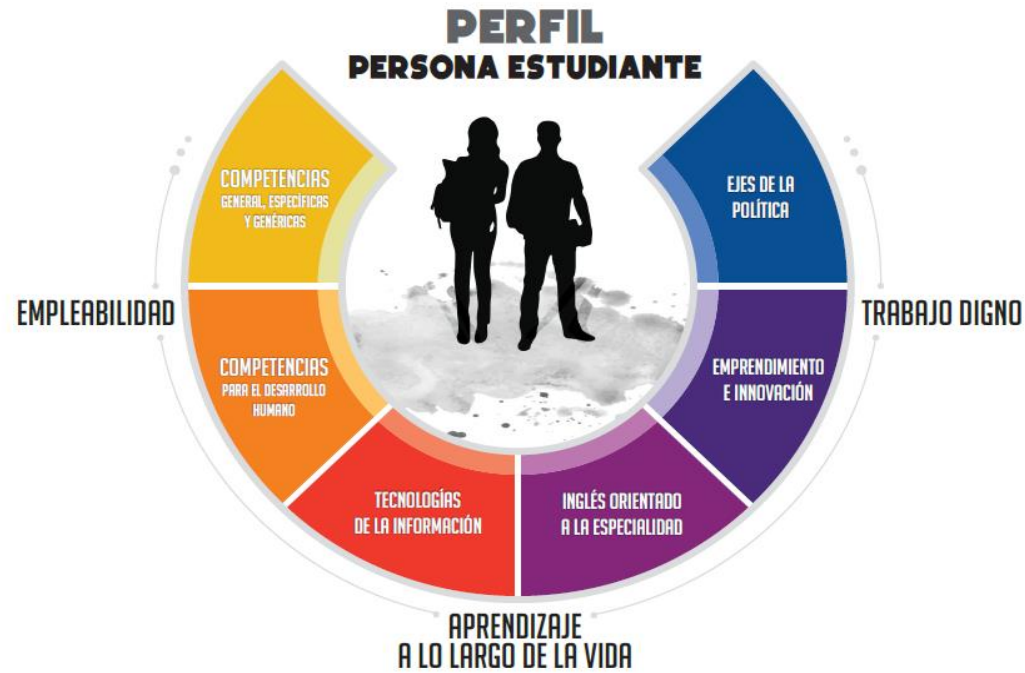 PERFIL
PERSONA ESTUDIANTE
COMPETENCIAS
GENERAL, ESPECÍFICAS
Y GENÉRICAS
EJES DE LA
POLÍTICA
EMPLEABILIDAD
TRABAJO DIGNO
COMPETENCIAS
PARA EL DESARROLLO
HUMANO
EMPRENDIMIENTO
E INNOVACIÓN
TECNOLOGÍAS
DE LA INFORMACIÓN
INGLÉS ORIENTADO
A LA ESPECIALIDAD
APRENDIZAJE
A LO LARGO DE LA VIDA